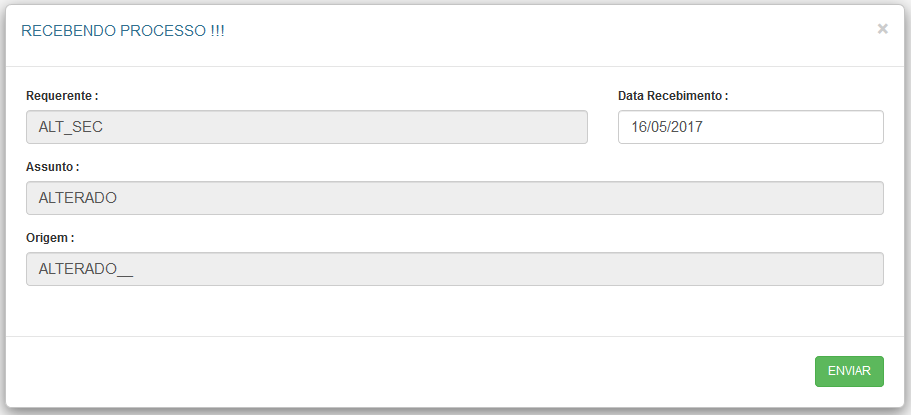 RECEBENDO PROCESSO !!!
×
Requerente :
Data Recebimento :
ALT_SEC
16/05/2017
Assunto :
ALTERADO
Origem :
ALTERADO__
ENVIAR